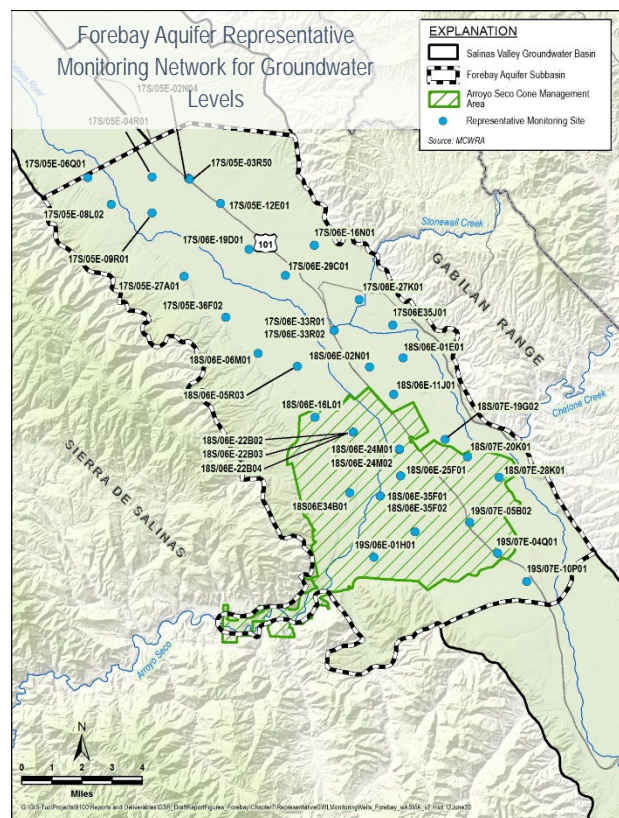 Forebay Aquifer Representative
Monitoring Network for Groundwater
Levels
EXPLANATION
Salinas Valley Groundwater Basin
Forebay Aquifer Subbasin
Arroyo Seco Cone Management
Area
Representative Monitoring Site
Source: MCWRA
Salinas River
17S/05E-02N04
17S/05E-04R01
17S/05E-06Q01
17S/05E-03R50
17S/05E-08L02
17S/05E-12E01
17S/05E-09R01
17S/06E-19D01
101
17S/06E-16N01
Stonewall Creek
17S/06E-29C01
17S/05E-27A01
GABILAN RANGE
17S/06E-27K01
17S/05E-36F02
17S/06E-33R01
17S/06E-33R02
17S06E35J01
18S/06E-06M01
18S/06E-02N01
18S/06E-01E01
18S/06E-05R03
18S/06E-11J01
Chalone Creek
18S/06E-16L01
18S/07E-19G02
18S/06E-22B02
18S/06E-22B03
18S/06E-22B04
18S/06E-24M01
18S/06E-24M02
18S/07E-20K01
18S/06E-25F01
18S/07E-28K01
SIERRA DE SALINAS
18S06E34B01
18S/06E-35F01
18S/06E-35F02
19S/07E-05B02
19S/06E-01H01
19S/07E-04Q01
19S/07E-10P01
Arroyo Seco
N
0 1 2 3 4
Miles